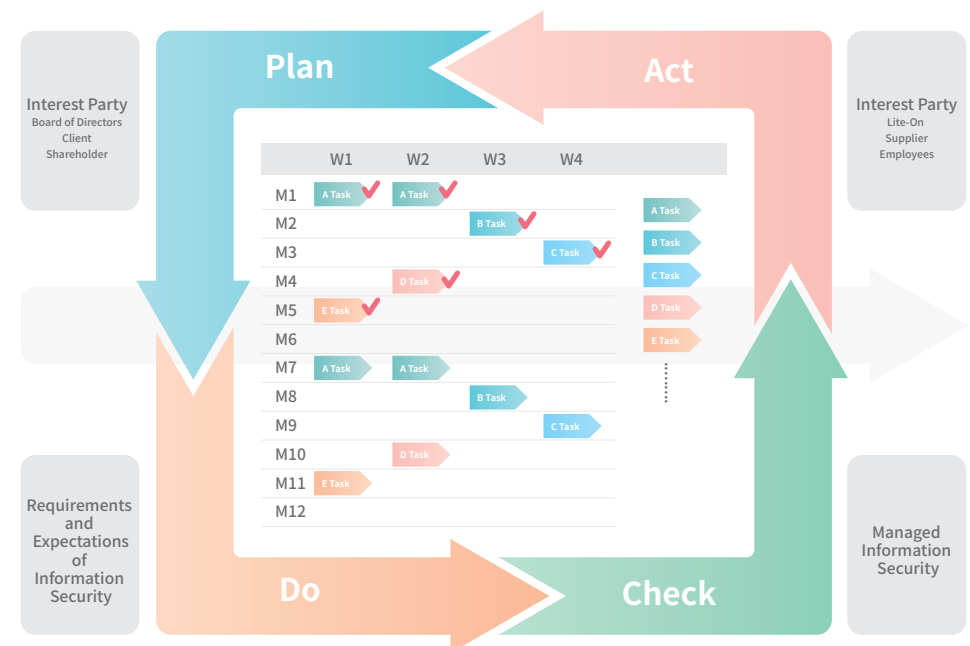 Plan
Act
Interest Party
Board of Directors
Client
Shareholder
Interest Party
Lite-On
Supplier
Employees
W1 W2 W3 W4
M1 A Task A Task
M2 B Task
M3 C Task
M4 D Task
M5 E Task
M6
M7 A Task A Task
M8 B Task
M9 C Task
M10 D Task
M11 E Task
M12
A Task
B Task
C Task
D Task
E Task
Requirements
and
Expectations
of
Information
Security
Managed
Information
Security
Do
Check